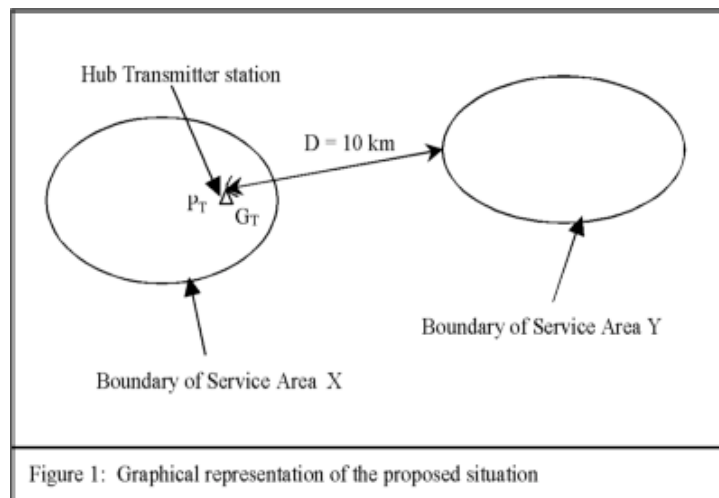 Hub Transmitter station
D = 10 km
PT
GT
Boundary of Service Area Y
Boundary of Service Area X
Figure 1: Graphical representation of the proposed situation